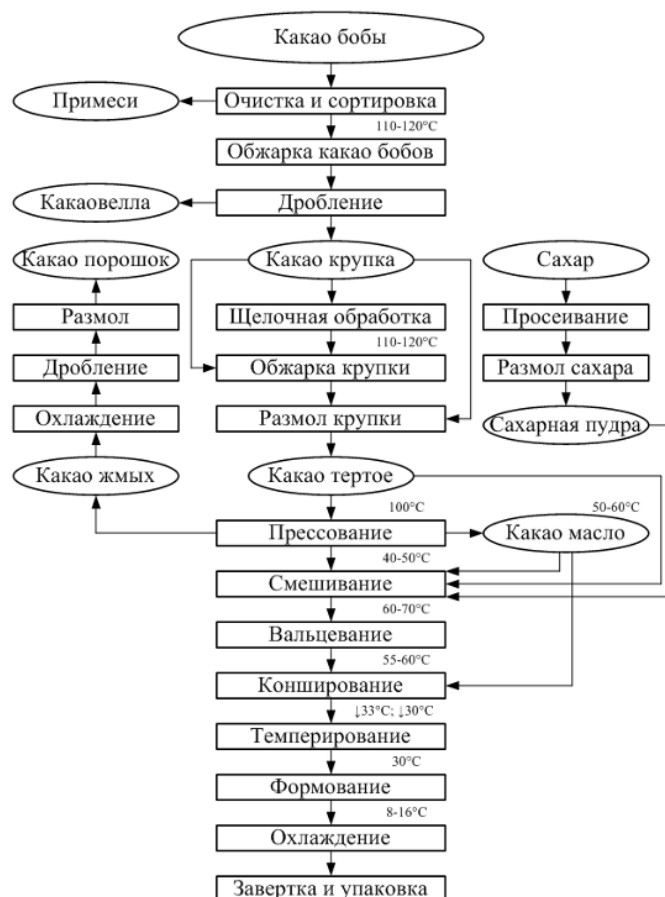 Какао бобы
Примеси
Очистка и сортировка
110-120°C
Обжарка какао бобов
Какаовелла
Дробление
Какао порошок
Какао крупка
Сахар
Размол
Щелочная обработка
Просеивание
110-120°C
Дробление
Обжарка крупки
Размол сахара
Охлаждение
Размол крупки
Сахарная пудра
Какао жмых
Какао тертое
100°C
50-60°C
Прессование
Какао масло
40-50°C
Смешивание
60-70°C
Вальцевание
55-60°C
Конширование
↓33°C; ↓30°C
Темперирование
30°C
Формование
8-16°C
Охлаждение
Завертка и упаковка